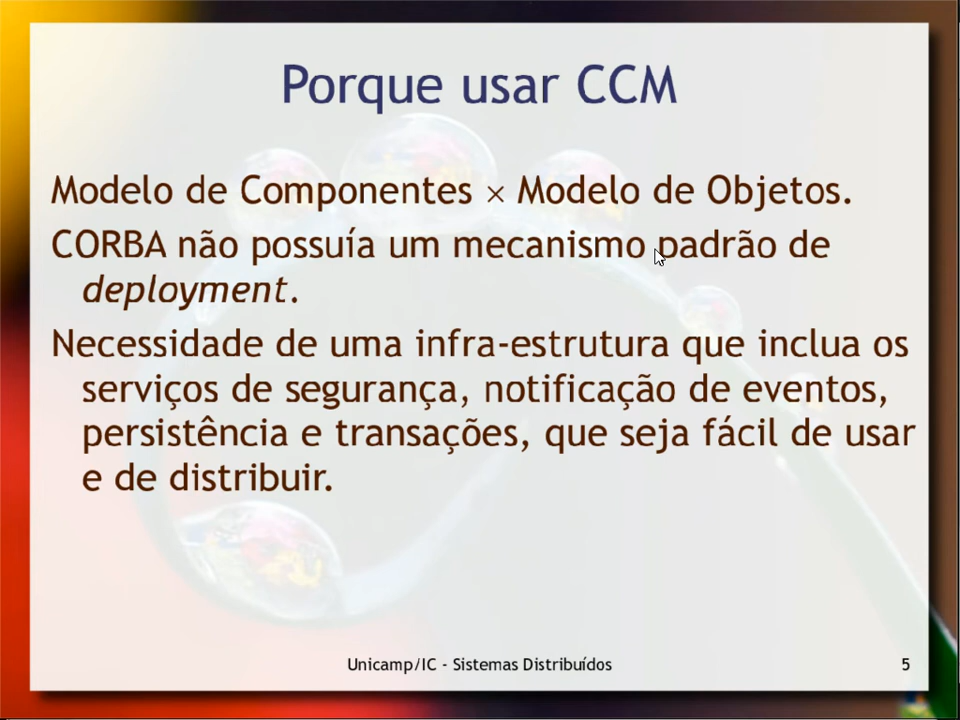 Porque usar CCM
Modelo de Componentes × Modelo de Objetos.
CORBA não possuía um mecanismo padrão de
deployment.
Necessidade de uma infra-estrutura que inclua os
serviços de segurança, notificação de eventos,
persistência e transações, que seja fácil de usar
e de distribuir.
Unicamp/IC - Sistemas Distribuídos
5